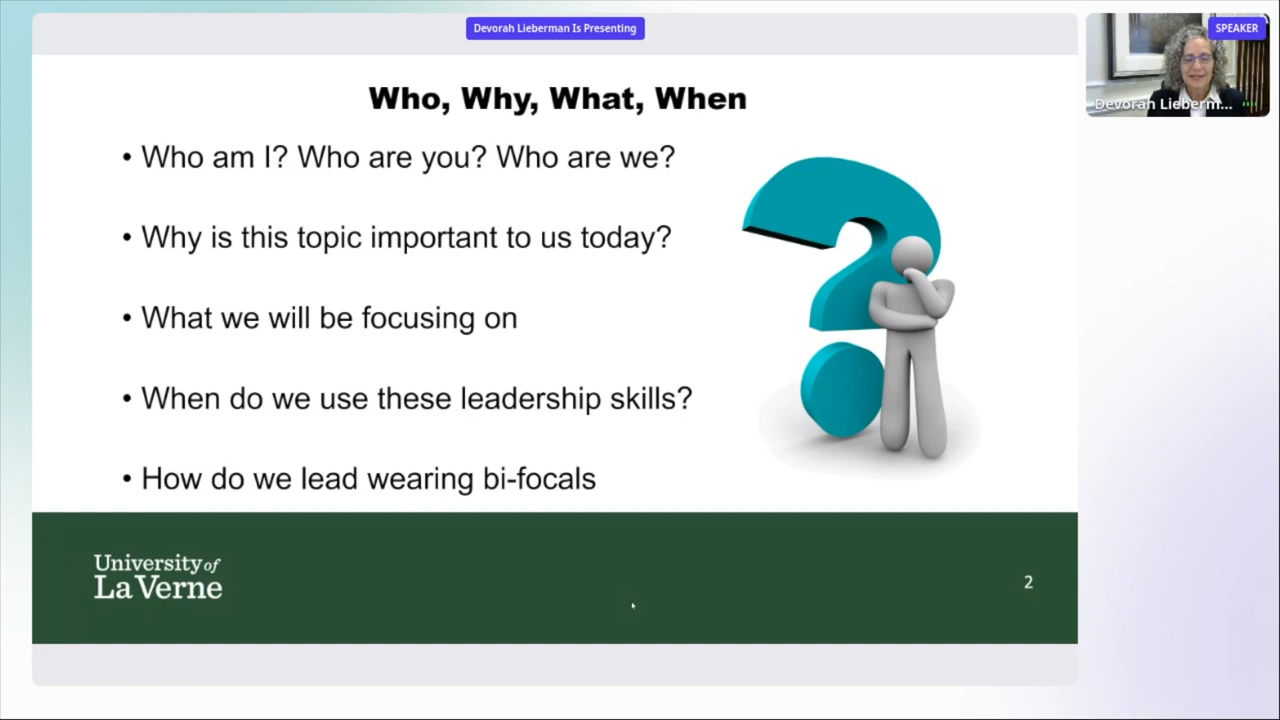 Devorah Lieberman Is Presenting
SPEAKER
Devorah Lieberm...
Who, Why, What, When
• Who am I? Who are you? Who are we?
• Why is this topic important to us today?
• What we will be focusing on
• When do we use these leadership skills?
• How do we lead wearing bi-focals
University of
La Verne
2